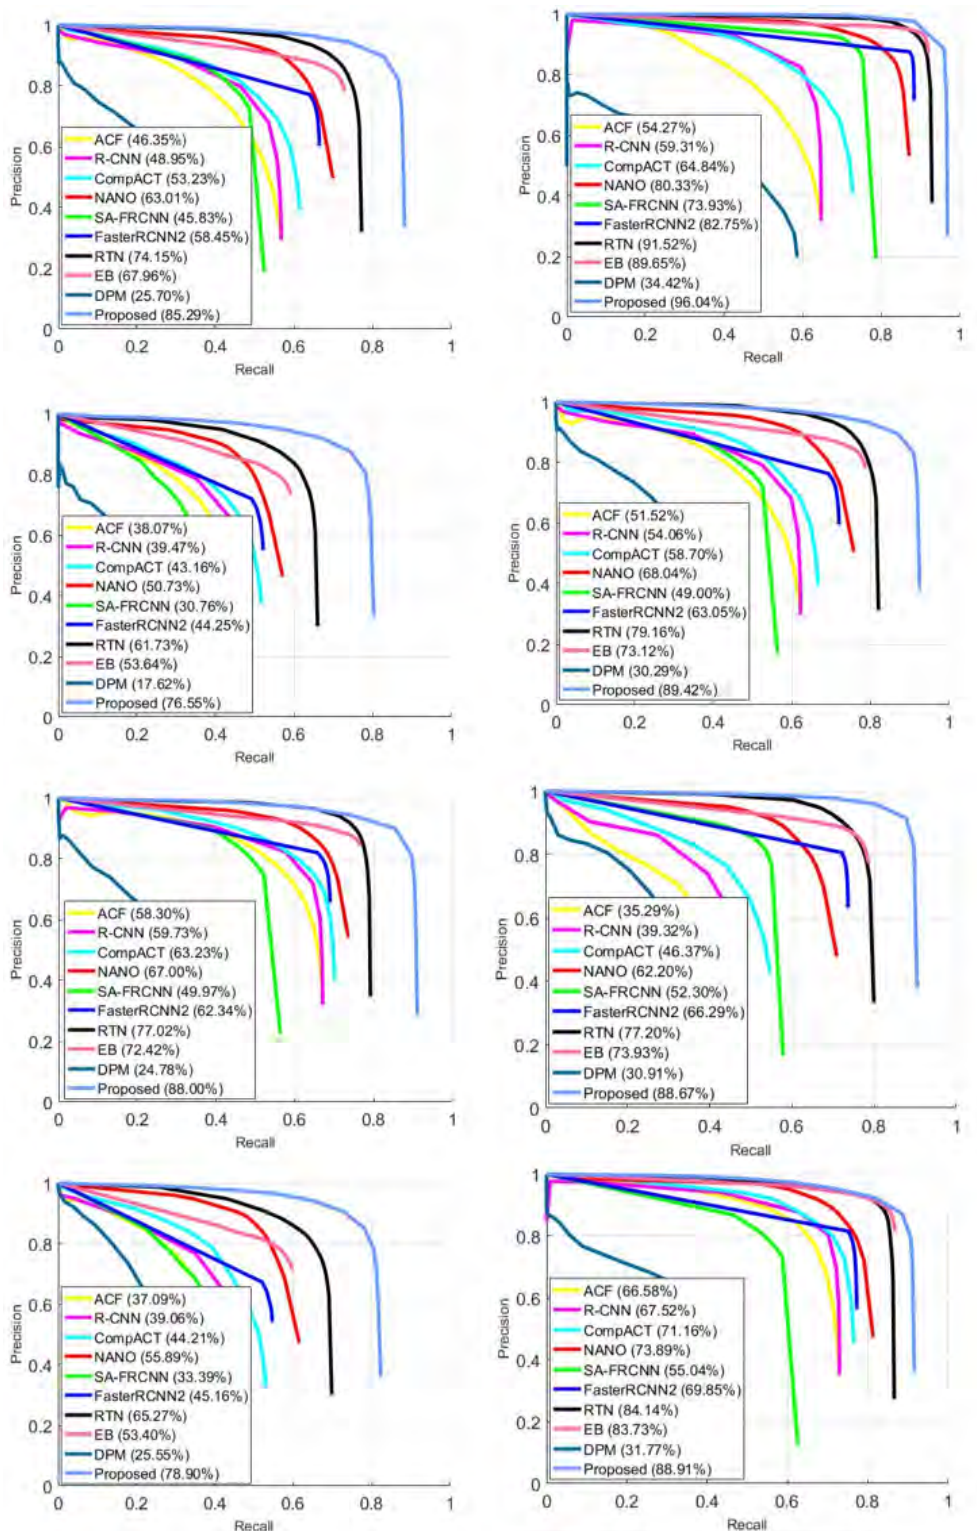 1
0.8
0.6
0.4
0.2
0
Precision
ACF (46.35%)
R-CNN (48.95%)
CompACT (53.23%)
NANO (63.01%)
SA-FRCNN (45.83%)
FasterRCNN2 (58.45%)
RTN (74.15%)
EB (67.96%)
DPM (25.70%)
Proposed (85.29%)
0 0.2 0.4 0.6 0.8 1
Recall
1
0.8
0.6
0.4
0.2
0
Precision
ACF (54.27%)
R-CNN (59.31%)
CompACT (64.84%)
NANO (80.33%)
SA-FRCNN (73.93%)
FasterRCNN2 (82.75%)
RTN (91.52%)
EB (89.65%)
DPM (34.42%)
Proposed (96.04%)
0 0.2 0.4 0.6 0.8 1
Recall
1
0.8
0.6
0.4
0.2
0
Precision
ACF (38.07%)
R-CNN (39.47%)
CompACT (43.16%)
NANO (50.73%)
SA-FRCNN (30.76%)
FasterRCNN2 (44.25%)
RTN (61.73%)
EB (53.64%)
DPM (17.62%)
Proposed (76.55%)
0 0.2 0.4 0.6 0.8 1
Recall
1
0.8
0.6
0.4
0.2
0
Precision
ACF (51.52%)
R-CNN (54.06%)
CompACT (58.70%)
NANO (68.04%)
SA-FRCNN (49.00%)
FasterRCNN2 (63.05%)
RTN (79.16%)
EB (73.12%)
DPM (30.29%)
Proposed (89.42%)
0 0.2 0.4 0.6 0.8 1
Recall
1
0.8
0.6
0.4
0.2
0
Precision
ACF (58.30%)
R-CNN (59.73%)
CompACT (63.23%)
NANO (67.00%)
SA-FRCNN (49.97%)
FasterRCNN2 (62.34%)
RTN (77.02%)
EB (72.42%)
DPM (24.78%)
Proposed (88.00%)
0 0.2 0.4 0.6 0.8 1
Recall
1
0.8
0.6
0.4
0.2
0
Precision
ACF (35.29%)
R-CNN (39.32%)
CompACT (46.37%)
NANO (62.20%)
SA-FRCNN (52.30%)
FasterRCNN2 (66.29%)
RTN (77.20%)
EB (73.93%)
DPM (30.91%)
Proposed (88.67%)
0 0.2 0.4 0.6 0.8 1
Recall
1
0.8
0.6
0.4
0.2
0
Precision
ACF (37.09%)
R-CNN (39.06%)
CompACT (44.21%)
NANO (55.89%)
SA-FRCNN (33.39%)
FasterRCNN2 (45.16%)
RTN (65.27%)
EB (53.40%)
DPM (25.55%)
Proposed (78.90%)
0 0.2 0.4 0.6 0.8 1
Recall
1
0.8
0.6
0.4
0.2
0
Precision
ACF (66.58%)
R-CNN (67.52%)
CompACT (71.16%)
NANO (73.89%)
SA-FRCNN (55.04%)
FasterRCNN2 (69.85%)
RTN (84.14%)
EB (83.73%)
DPM (31.77%)
Proposed (88.91%)
0 0.2 0.4 0.6 0.8 1
Recall